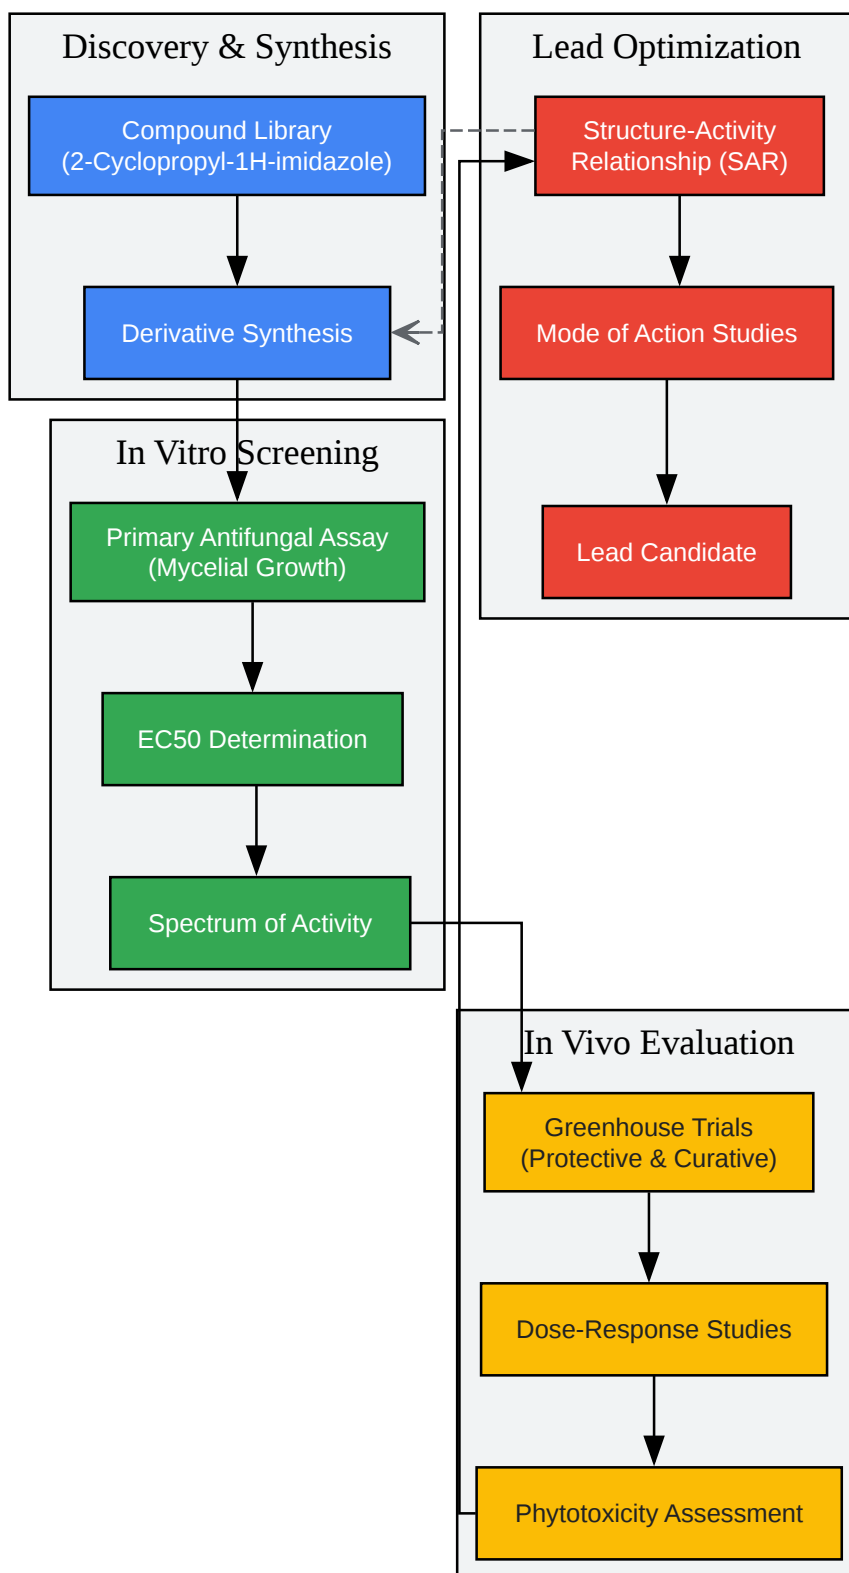 Discovery & Synthesis
Compound Library
(2-Cyclopropyl-1H-imidazole)
Derivative Synthesis
Lead Optimization
Structure-Activity
Relationship (SAR)
Mode of Action Studies
Lead Candidate
In Vitro Screening
Primary Antifungal Assay
(Mycelial Growth)
EC50 Determination
Spectrum of Activity
In Vivo Evaluation
Greenhouse Trials
(Protective & Curative)
Dose-Response Studies
Phytotoxicity Assessment